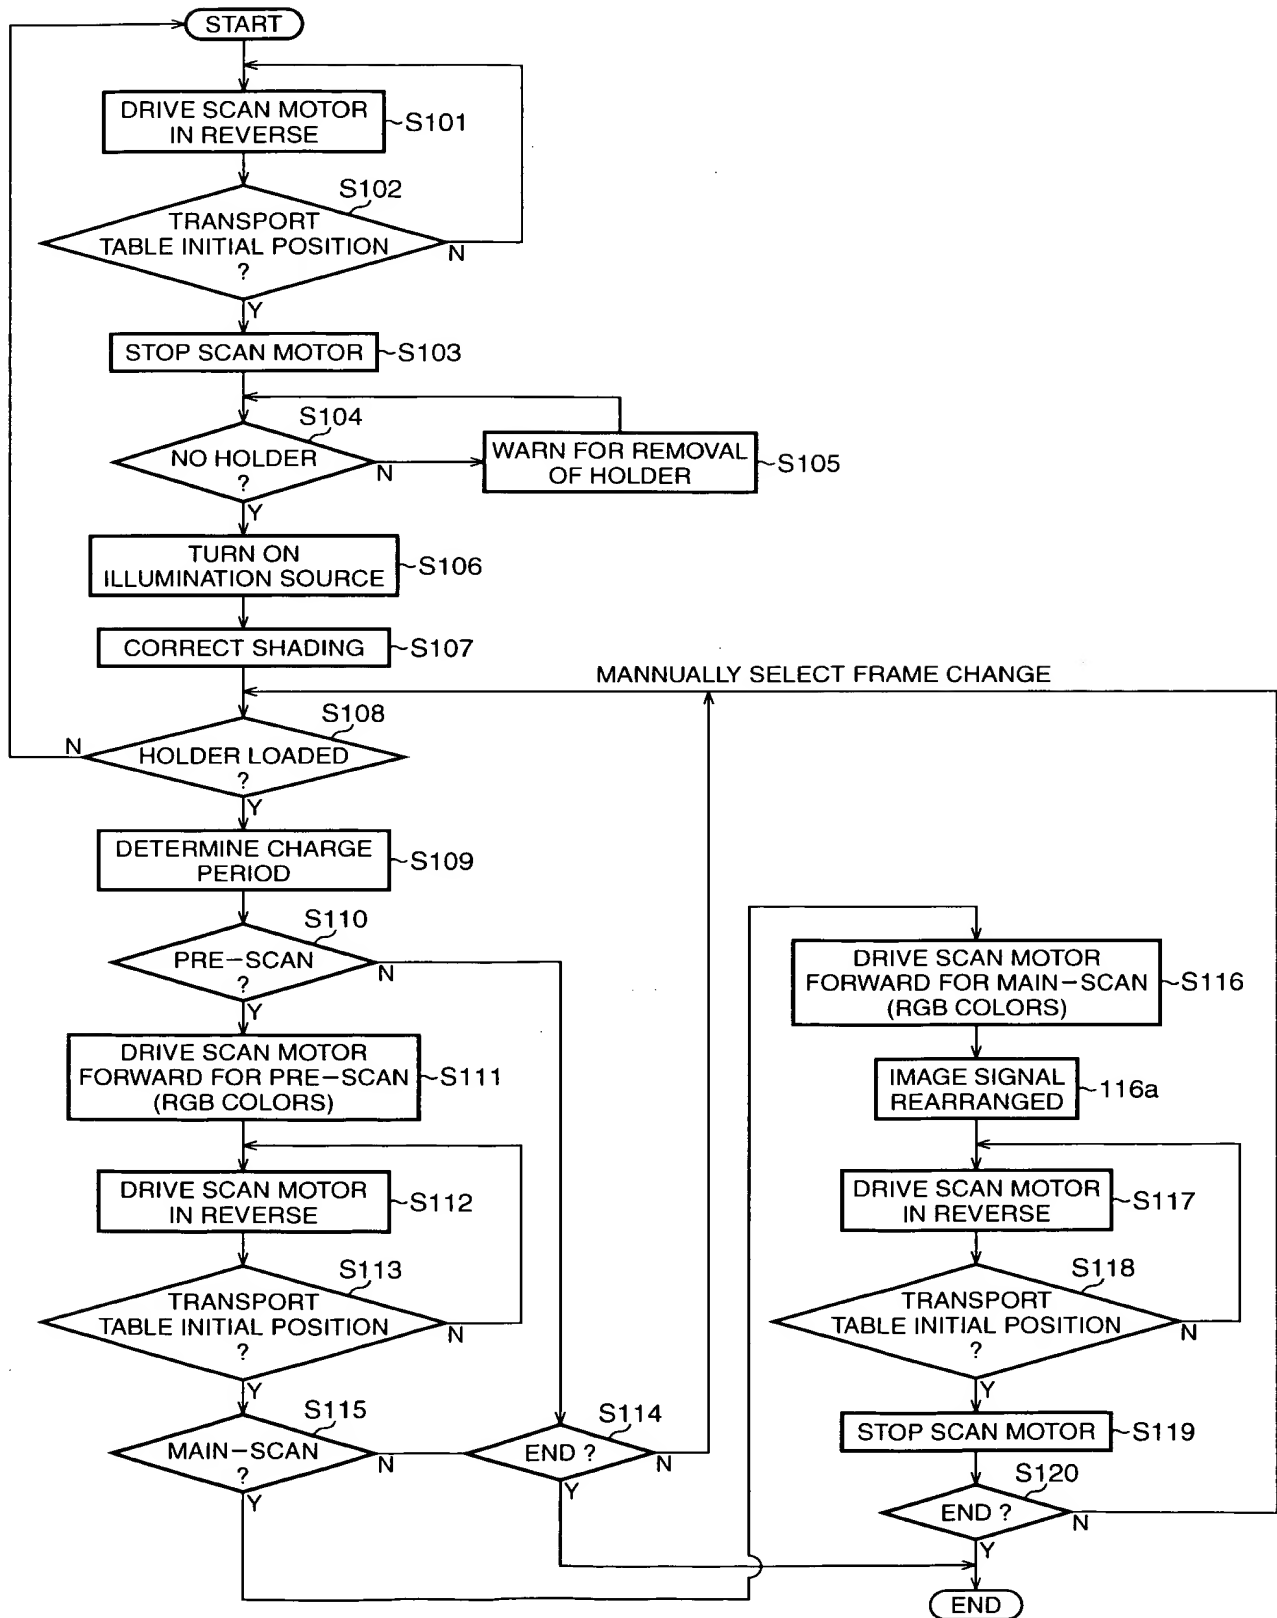 START
DRIVE SCAN MOTOR
IN REVERSE
S101
S102
TRANSPORT
TABLE INITIAL POSITION
?
N
Y
STOP SCAN MOTOR
S103
S104
NO HOLDER
?
N
Y
WARN FOR REMOVAL
OF HOLDER
S105
TURN ON
ILLUMINATION SOURCE
S106
CORRECT SHADING
S107
MANNUALLY SELECT FRAME CHANGE
S108
N
HOLDER LOADED
?
Y
DETERMINE CHARGE
PERIOD
S109
S110
PRE-SCAN
?
N
Y
DRIVE SCAN MOTOR
FORWARD FOR PRE-SCAN
(RGB COLORS)
S111
DRIVE SCAN MOTOR
IN REVERSE
S112
S113
TRANSPORT
TABLE INITIAL POSITION
?
N
Y
S115
MAIN-SCAN
?
N
Y
S114
END ?
N
Y
DRIVE SCAN MOTOR
FORWARD FOR MAIN-SCAN
(RGB COLORS)
S116
IMAGE SIGNAL
REARRANGED
116a
DRIVE SCAN MOTOR
IN REVERSE
S117
S118
TRANSPORT
TABLE INITIAL POSITION
?
N
Y
STOP SCAN MOTOR
S119
S120
END ?
N
Y
END